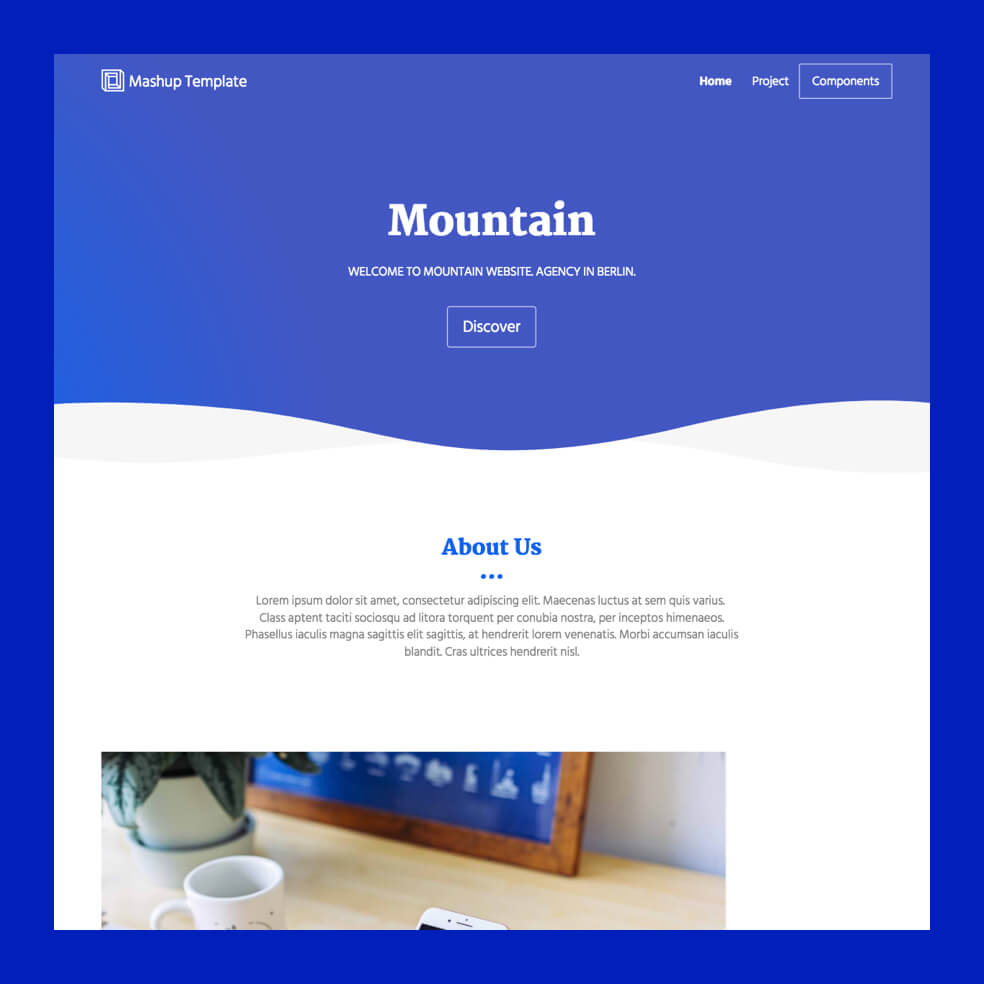 Mashup Template
Home Project Components
Mountain
WELCOME TO MOUNTAIN WEBSITE. AGENCY IN BERLIN.
Discover
About Us
Lorem ipsum dolor sit amet, consectetur adipiscing elit. Maecenas luctus at sem quis varius.
Class aptent taciti sociosqu ad litora torquent per conubia nostra, per inceptos himenaeos.
Phasellus iaculis magna sagittis elit sagittis, at hendrerit lorem venenatis. Morbi accumsan iaculis
blandit. Cras ultrices hendrerit nisl.